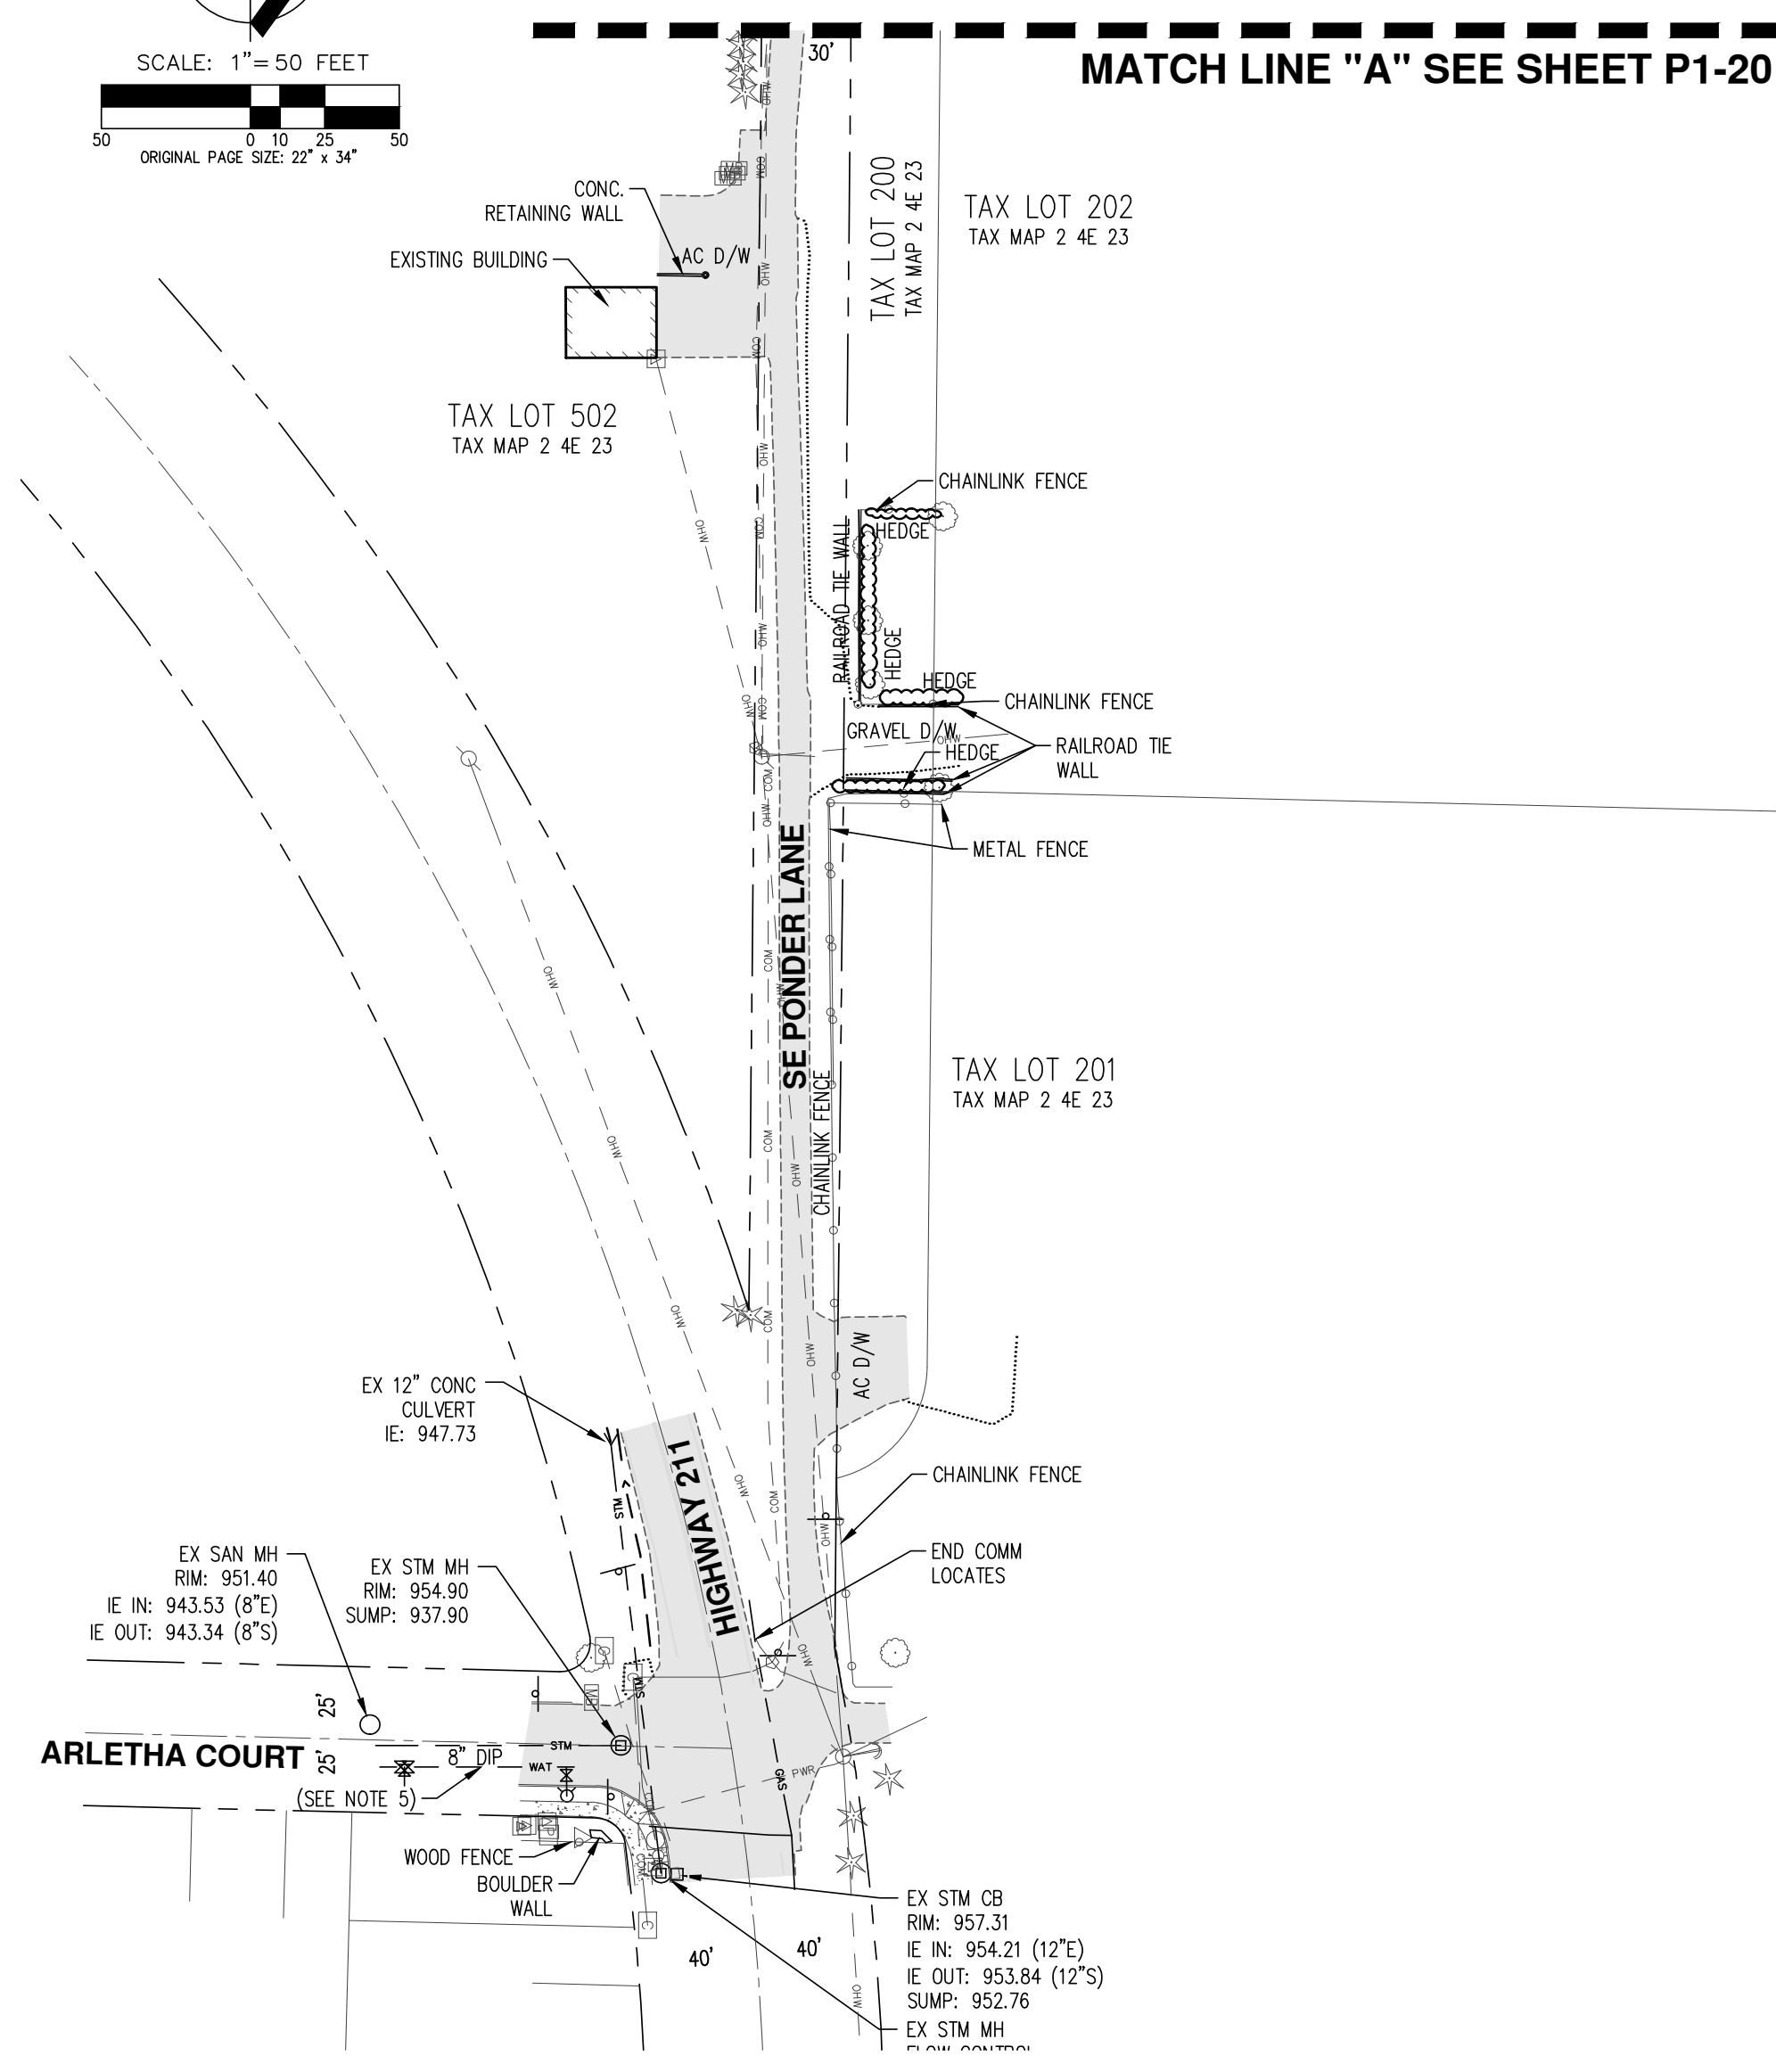 SCALE: 1"= 50 FEET
50 0 10 25 50
ORIGINAL PAGE SIZE: 22" x 34"
30'
MATCH LINE "A" SEE SHEET P1-20
CONC.
RETAINING WALL
AC D/W
EXISTING BUILDING
TAX LOT 200
TAX MAP 2 4E 23
TAX LOT 202
TAX MAP 2 4E 23
TAX LOT 502
TAX MAP 2 4E 23
CHAINLINK FENCE
HEDGE
RAILROAD TIE WALL
HEDGE
HEDGE
CHAINLINK FENCE
GRAVEL D/W
HEDGE
RAILROAD TIE
WALL
METAL FENCE
SE PONDER LANE
CHAINLINK FENCE
TAX LOT 201
TAX MAP 2 4E 23
AC D/W
EX 12" CONC
CULVERT
IE: 947.73
HIGHWAY 211
CHAINLINK FENCE
END COMM
LOCATES
EX SAN MH
RIM: 951.40
IE IN: 943.53 (8"E)
IE OUT: 943.34 (8"S)
EX STM MH
RIM: 954.90
SUMP: 937.90
25'
25'
ARLETHA COURT
STM
8" DIP
WAT
(SEE NOTE 5)
PWR
GAS
OHW
COM
STM
WOOD FENCE
BOULDER
WALL
40'
40'
EX STM CB
RIM: 957.31
IE IN: 954.21 (12"E)
IE OUT: 953.84 (12"S)
SUMP: 952.76
EX STM MH